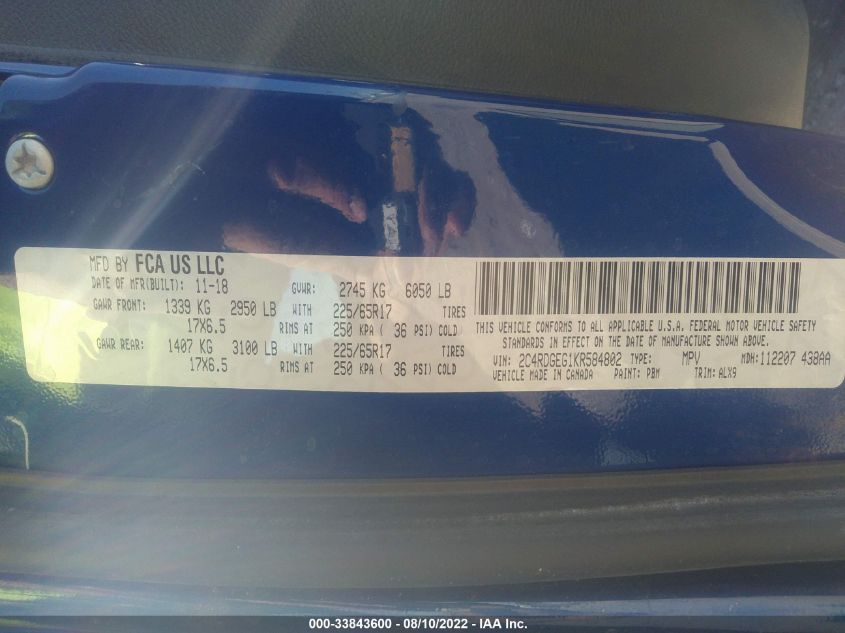 MFD BY FCA US LLC
DATE OF MFR(BUILT): 11-18 GVWR: 2745 KG 6050 LB
GAWR FRONT: 1339 KG 2950 LB WITH 225/65R17 TIRES
17X6.5 RIMS AT 250 KPA ( 36 PSI) COLD
GAWR REAR: 1407 KG 3100 LB WITH 225/65R17 TIRES
17X6.5 RIMS AT 250 KPA ( 36 PSI) COLD
THIS VEHICLE CONFORMS TO ALL APPLICABLE U.S.A. FEDERAL MOTOR VEHICLE SAFETY
STANDARDS IN EFFECT ON THE DATE OF MANUFACTURE SHOWN ABOVE.
VIN: 2C4RDGEG1KR584802 TYPE: MPV MDH: 112207 438AA
VEHICLE MADE IN CANADA PAINT: PBM TRIM: ALX9
000-33843600 - 08/10/2022 - IAA Inc.